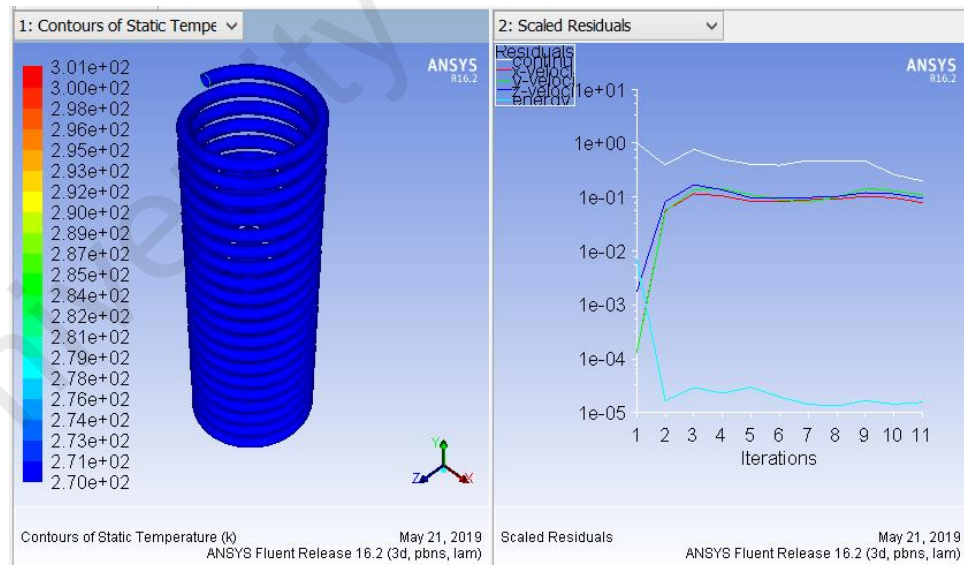 1: Contours of Static Tempe
ANSYS
R16.2
3.01e+02
3.00e+02
2.98e+02
2.96e+02
2.95e+02
2.93e+02
2.92e+02
2.90e+02
2.89e+02
2.87e+02
2.85e+02
2.84e+02
2.82e+02
2.81e+02
2.79e+02
2.78e+02
2.76e+02
2.74e+02
2.73e+02
2.71e+02
2.70e+02
Y
Z
X
Contours of Static Temperature (k)
May 21, 2019
ANSYS Fluent Release 16.2 (3d, pbns, lam)
2: Scaled Residuals
Residuals
continu
x-veloci
y-veloci
z-veloci
energy
ANSYS
R16.2
1e+01
1e+00
1e-01
1e-02
1e-03
1e-04
1e-05
1 2 3 4 5 6 7 8 9 10 11
Iterations
Scaled Residuals
May 21, 2019
ANSYS Fluent Release 16.2 (3d, pbns, lam)